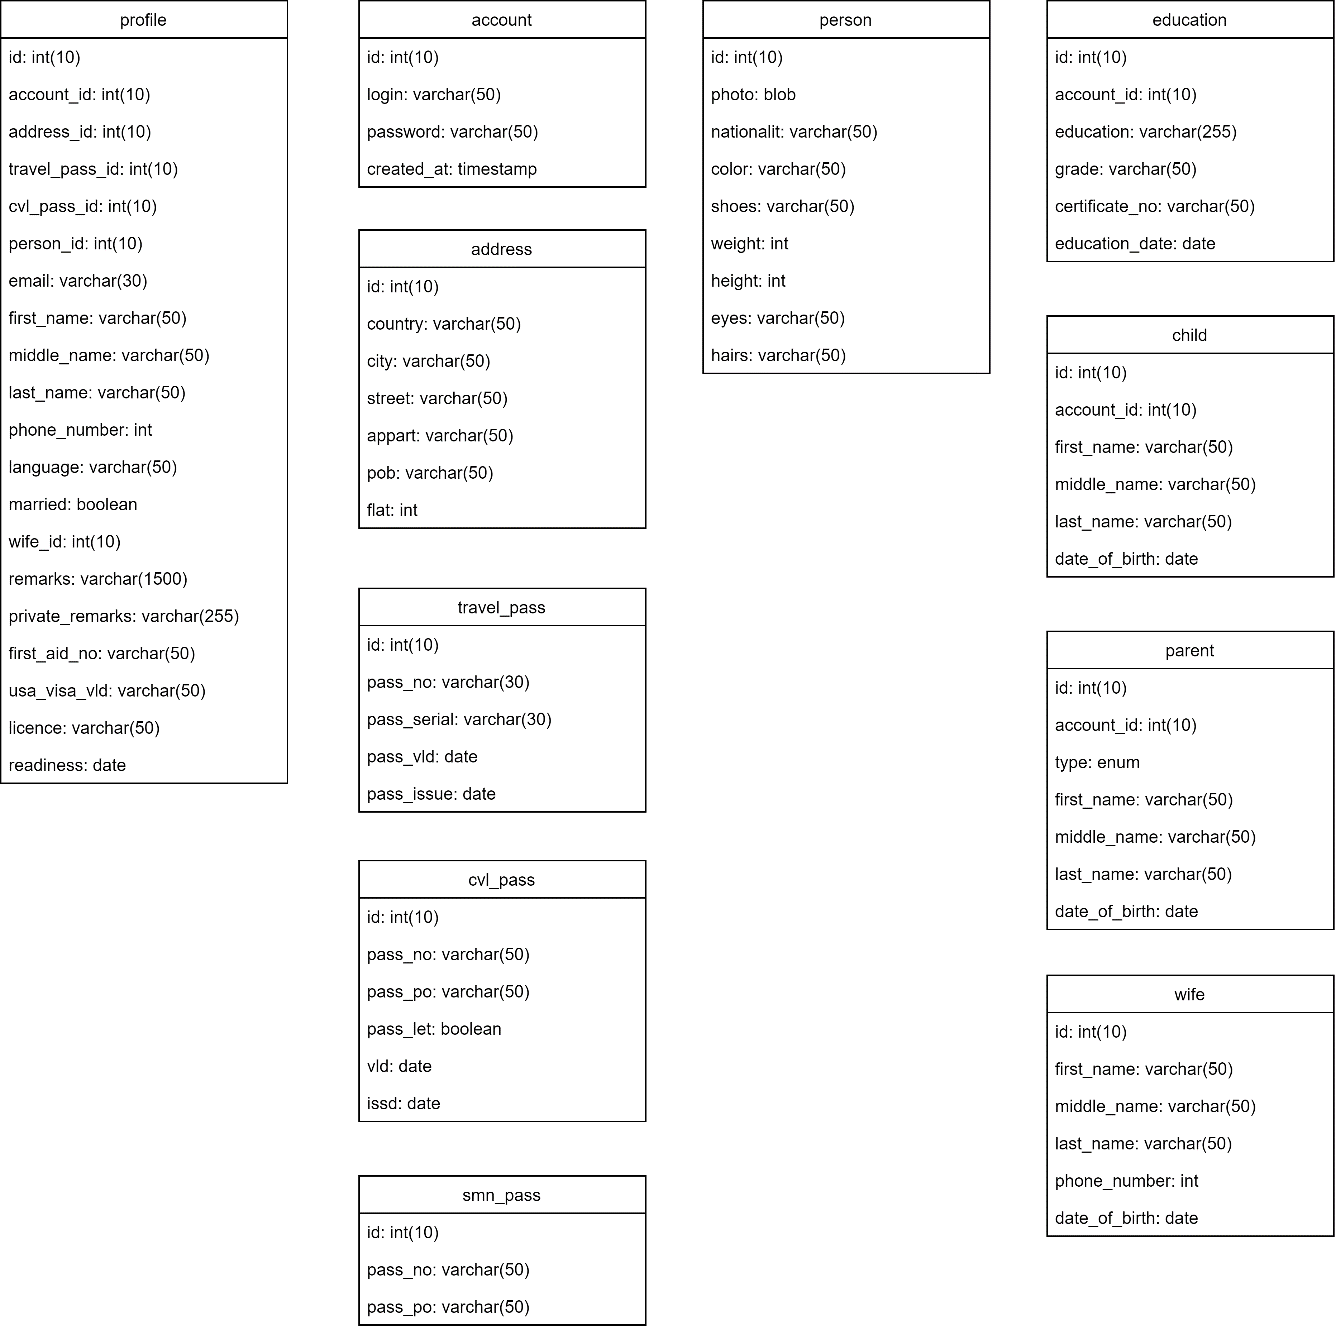 profile
id: int(10)
account_id: int(10)
address_id: int(10)
travel_pass_id: int(10)
cvl_pass_id: int(10)
person_id: int(10)
email: varchar(30)
first_name: varchar(50)
middle_name: varchar(50)
last_name: varchar(50)
phone_number: int
language: varchar(50)
married: boolean
wife_id: int(10)
remarks: varchar(1500)
private_remarks: varchar(255)
first_aid_no: varchar(50)
usa_visa_vld: varchar(50)
licence: varchar(50)
readiness: date
account
id: int(10)
login: varchar(50)
password: varchar(50)
created_at: timestamp
address
id: int(10)
country: varchar(50)
city: varchar(50)
street: varchar(50)
appart: varchar(50)
pob: varchar(50)
flat: int
travel_pass
id: int(10)
pass_no: varchar(30)
pass_serial: varchar(30)
pass_vld: date
pass_issue: date
cvl_pass
id: int(10)
pass_no: varchar(50)
pass_po: varchar(50)
pass_let: boolean
vld: date
issd: date
smn_pass
id: int(10)
pass_no: varchar(50)
pass_po: varchar(50)
person
id: int(10)
photo: blob
nationalit: varchar(50)
color: varchar(50)
shoes: varchar(50)
weight: int
height: int
eyes: varchar(50)
hairs: varchar(50)
education
id: int(10)
account_id: int(10)
education: varchar(255)
grade: varchar(50)
certificate_no: varchar(50)
education_date: date
child
id: int(10)
account_id: int(10)
first_name: varchar(50)
middle_name: varchar(50)
last_name: varchar(50)
date_of_birth: date
parent
id: int(10)
account_id: int(10)
type: enum
first_name: varchar(50)
middle_name: varchar(50)
last_name: varchar(50)
date_of_birth: date
wife
id: int(10)
first_name: varchar(50)
middle_name: varchar(50)
last_name: varchar(50)
phone_number: int
date_of_birth: date